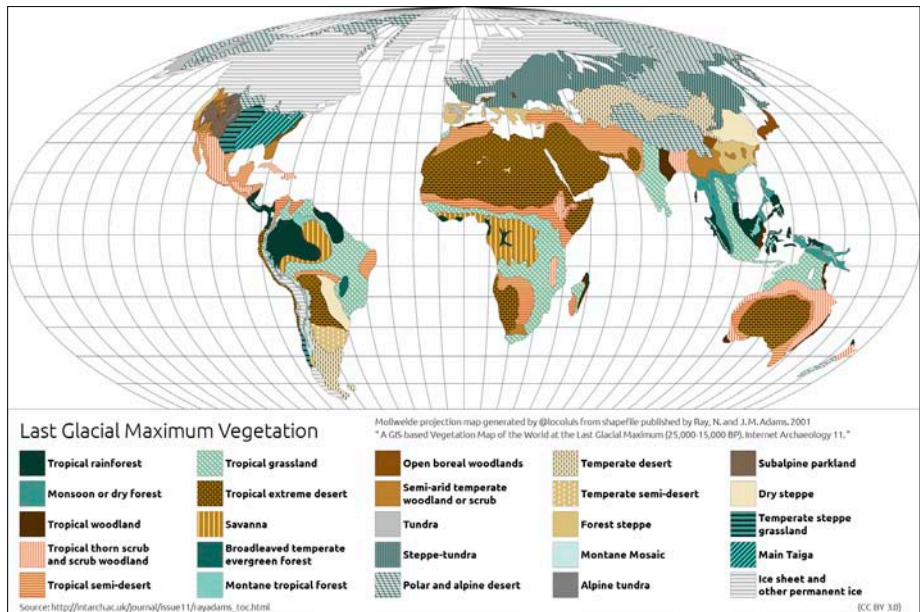 Last Glacial Maximum Vegetation
Mollweide projection map generated by @locoluis from shapefile published by Ray, N. and J. M. Adams. 2001
"A GIS-based Vegetation Map of the World at the Last Glacial Maximum (25,000-15,000 BP). Internet Archaeology 11."
Tropical rainforest
Monsoon or dry forest
Tropical woodland
Tropical thorn scrub
and scrub woodland
Tropical semi-desert
Tropical grassland
Tropical extreme desert
Savanna
Broadleaved temperate
evergreen forest
Montane tropical forest
Open boreal woodlands
Semi-arid temperate
woodland or scrub
Tundra
Steppe-tundra
Polar and alpine desert
Temperate desert
Temperate semi-desert
Forest steppe
Montane Mosaic
Alpine tundra
Subalpine parkland
Dry steppe
Temperate steppe
grassland
Main Taiga
Ice sheet and
other permanent ice
Source: http://intarch.ac.uk/journal/issue11/rayadams_toc.html
(CC BY 3.0)